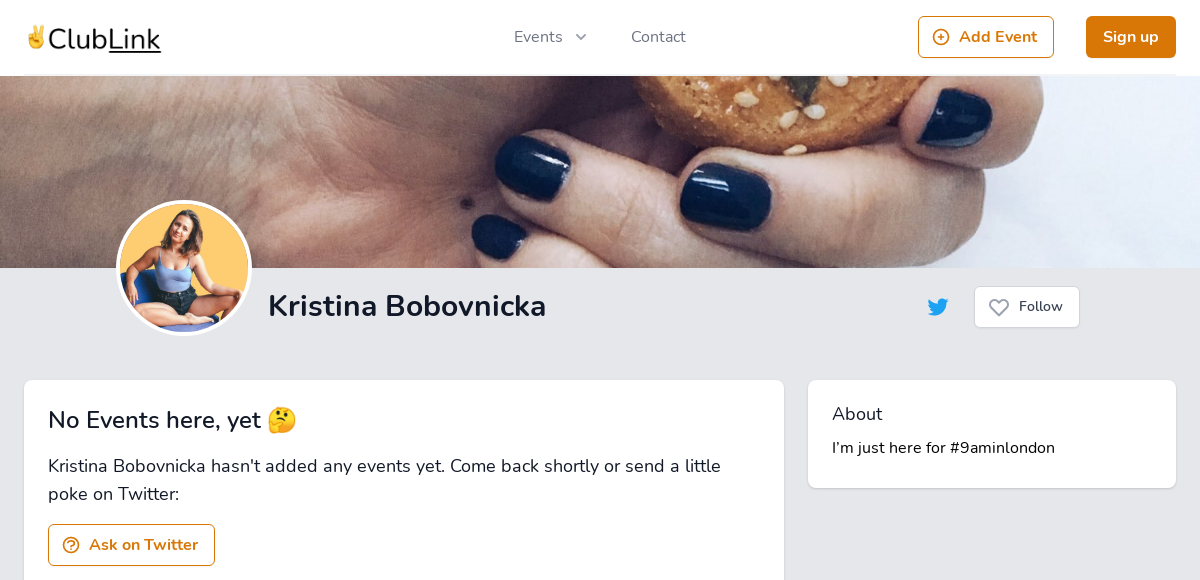 ✌️ClubLink
Events
Contact
Add Event
Sign up
Kristina Bobovnicka
Follow
No Events here, yet 🤔
Kristina Bobovnicka hasn't added any events yet. Come back shortly or send a little
poke on Twitter:
Ask on Twitter
About
I'm just here for #9aminlondon